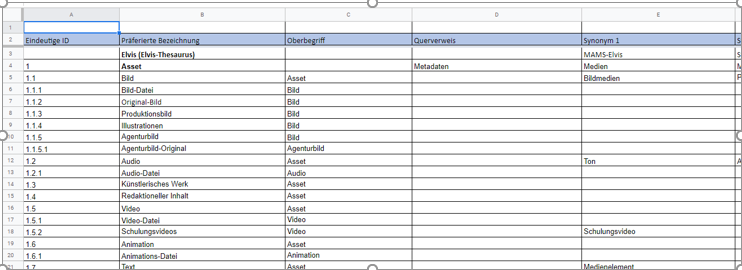 A B C D E
1
2 Eindeutige ID Präferierte Bezeichnung Oberbegriff Querverweis Synonym 1 S
3 Elvis (Elvis-Thesaurus) MAMS-Elvis S
4 1 Asset Metadaten Medien M
5 1.1 Bild Asset Bildmedien P
6 1.1.1 Bild-Datei Bild
7 1.1.2 Original-Bild Bild
8 1.1.3 Produktionsbild Bild
9 1.1.4 Illustrationen Bild
10 1.1.5 Agenturbild Bild
11 1.1.5.1 Agenturbild-Original Agenturbild
12 1.2 Audio Asset Ton A
13 1.2.1 Audio-Datei Audio
14 1.3 Künstlerisches Werk Asset
15 1.4 Redaktioneller Inhalt Asset
16 1.5 Video Asset
17 1.5.1 Video-Datei Video
18 1.5.2 Schulungsvideos Video Schulungsvideo
19 1.6 Animation Asset
20 1.6.1 Animations-Datei Animation
21 1.7 Text Asset Medienelement